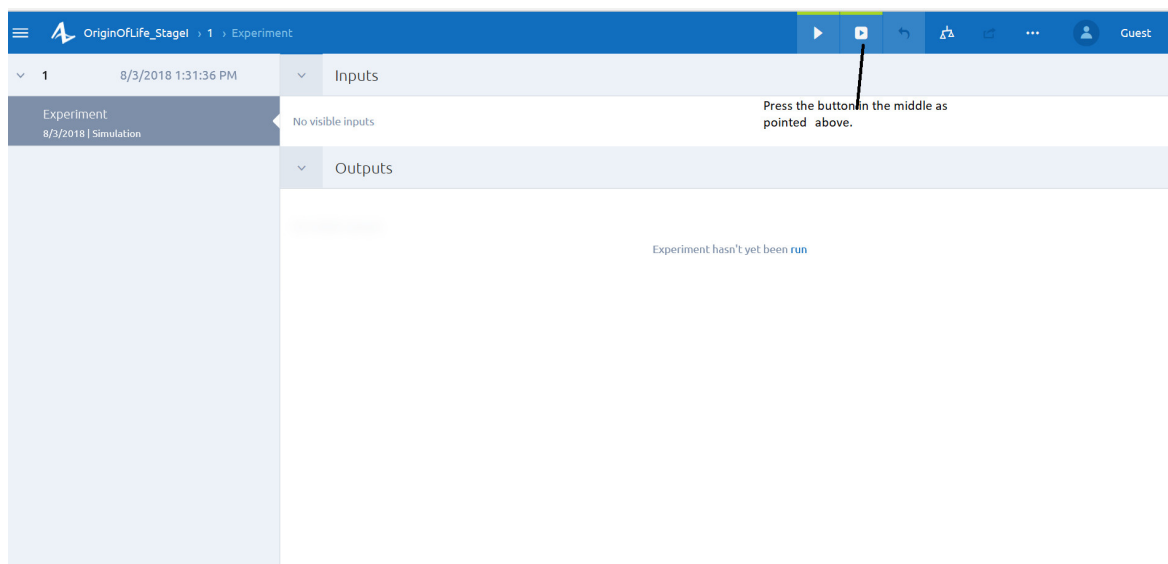 OriginOfLife_StageI › 1 › Experiment
Guest
1 8/3/2018 1:31:36 PM
Inputs
Experiment
8/3/2018 | Simulation
No visible inputs
Press the button in the middle as
pointed above.
Outputs
Experiment hasn't yet been run